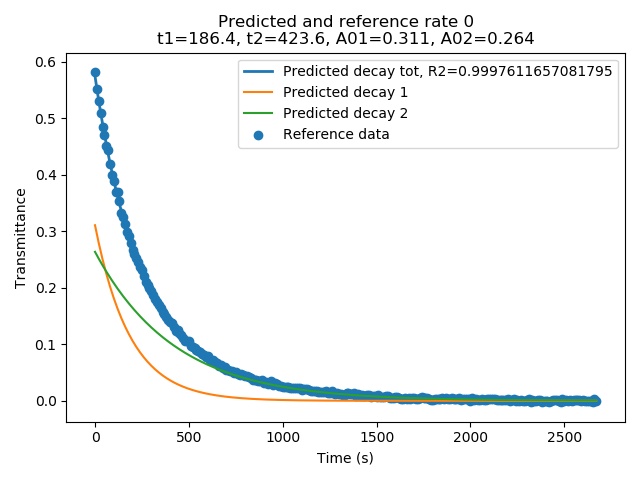 Predicted and reference rate 0
t1=186.4, t2=423.6, A01=0.311, A02=0.264
Predicted decay tot, R2=0.9997611657081795
Predicted decay 1
Predicted decay 2
Reference data
Transmittance
0.6
0.5
0.4
0.3
0.2
0.1
0.0
0 500 1000 1500 2000 2500
Time (s)